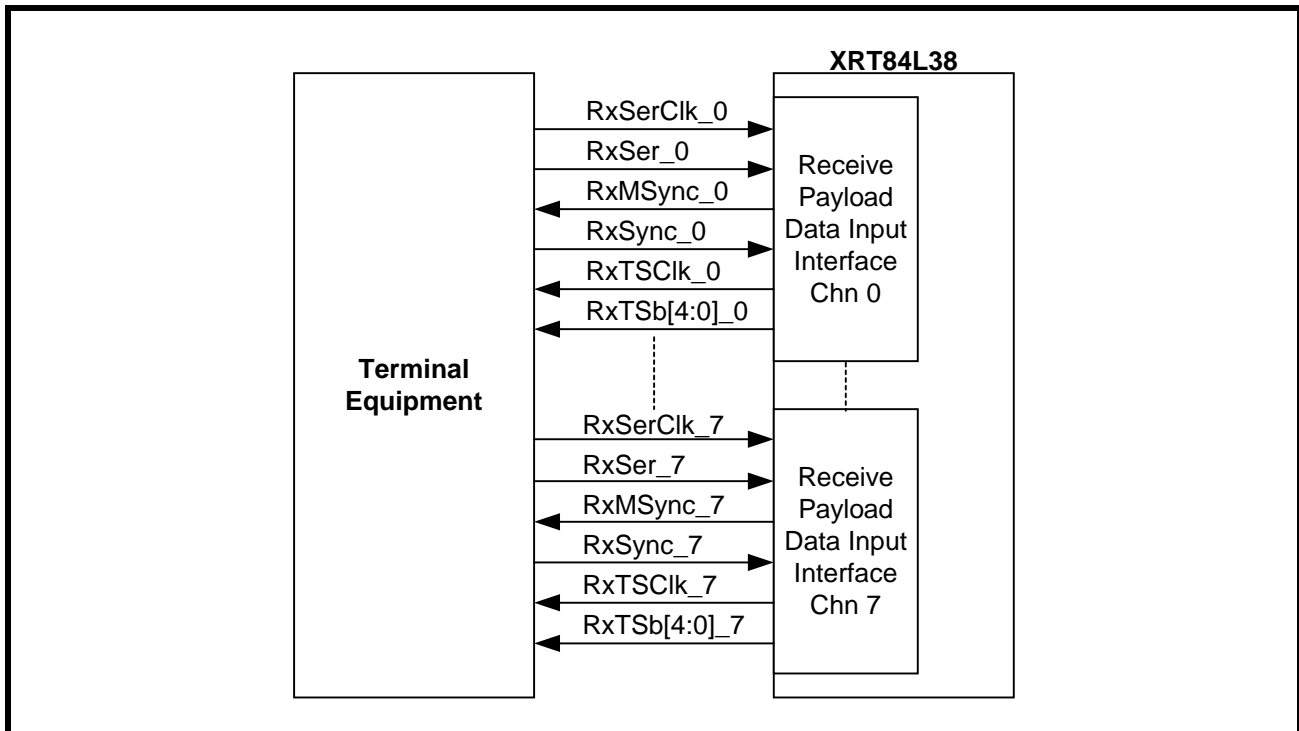 XRT84L38
RxSerClk_0
RxSer_0
RxMSync_0
RxSync_0
RxTSClk_0
RxTSb[4:0]_0
Receive
Payload
Data Input
Interface
Chn 0
Terminal
Equipment
RxSerClk_7
RxSer_7
RxMSync_7
RxSync_7
RxTSClk_7
RxTSb[4:0]_7
Receive
Payload
Data Input
Interface
Chn 7